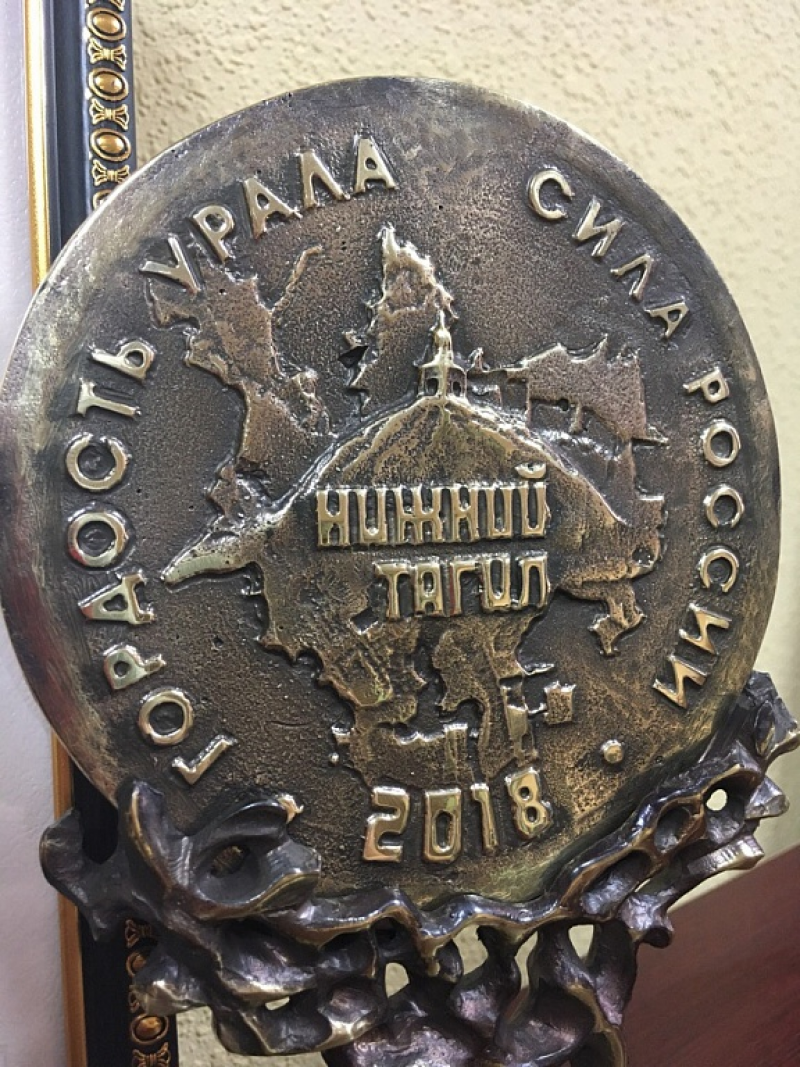 ГОРДОСТЬ УРАЛА СИЛА РОССИИ
НИЖНИЙ
ТАГИЛ
2018